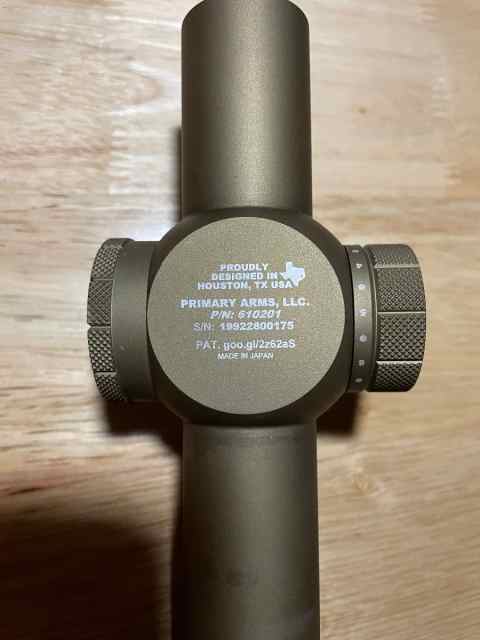 PROUDLY
DESIGNED IN
HOUSTON, TX USA
PRIMARY ARMS, LLC.
P/N: 610201
S/N: 19922800175
PAT. goo.gl/2z62aS
MADE IN JAPAN